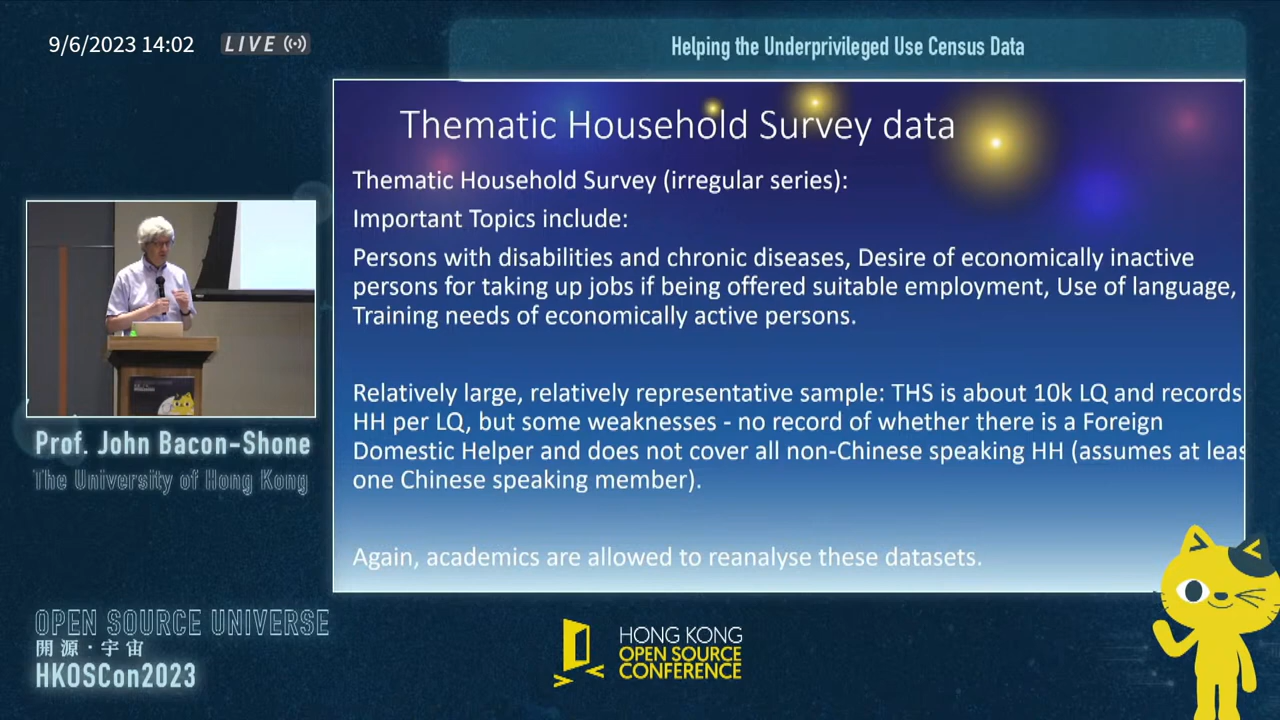 9/6/2023 14:02
LIVE
Helping the Underprivileged Use Census Data
Thematic Household Survey data
Thematic Household Survey (irregular series):
Important Topics include:
Persons with disabilities and chronic diseases, Desire of economically inactive
persons for taking up jobs if being offered suitable employment, Use of language,
Training needs of economically active persons.
Relatively large, relatively representative sample: THS is about 10k LQ and records
HH per LQ, but some weaknesses - no record of whether there is a Foreign
Domestic Helper and does not cover all non-Chinese speaking HH (assumes at leas
one Chinese speaking member).
Again, academics are allowed to reanalyse these datasets.
Prof. John Bacon-Shone
The University of Hong Kong
OPEN SOURCE UNIVERSE
開源·宇宙
HKOSCon2023
HONG KONG
OPEN SOURCE
CONFERENCE